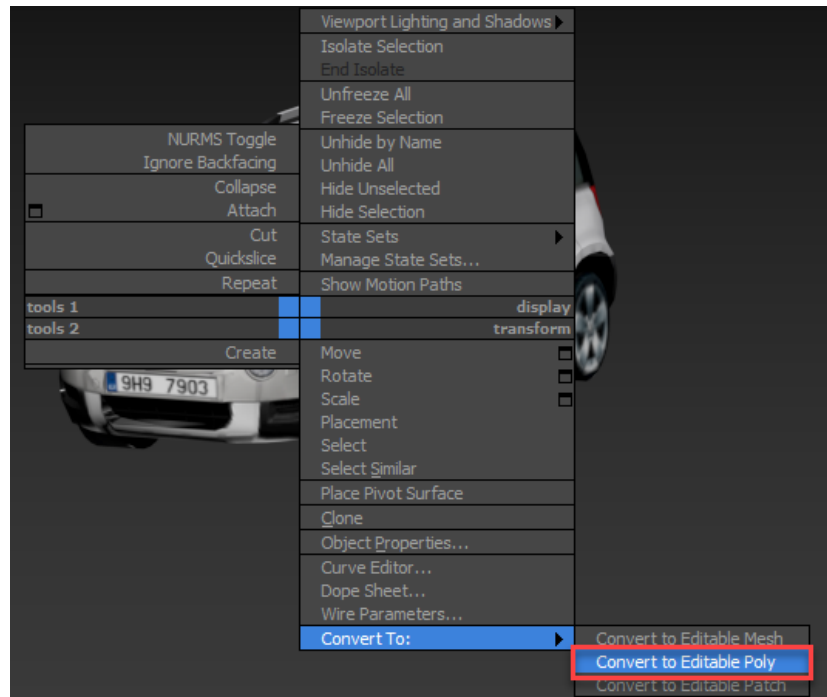 Viewport Lighting and Shadows
Isolate Selection
End Isolate
Unfreeze All
Freeze Selection
Unhide by Name
Unhide All
Hide Unselected
Hide Selection
State Sets
Manage State Sets...
Show Motion Paths
display
transform
NURMS Toggle
Ignore Backfacing
Collapse
Attach
Cut
Quickslice
Repeat
tools 1
tools 2
Create
9H9 7903
Move
Rotate
Scale
Placement
Select
Select Similar
Place Pivot Surface
Clone
Object Properties...
Curve Editor...
Dope Sheet...
Wire Parameters...
Convert To:
Convert to Editable Mesh
Convert to Editable Poly
Convert to Editable Patch